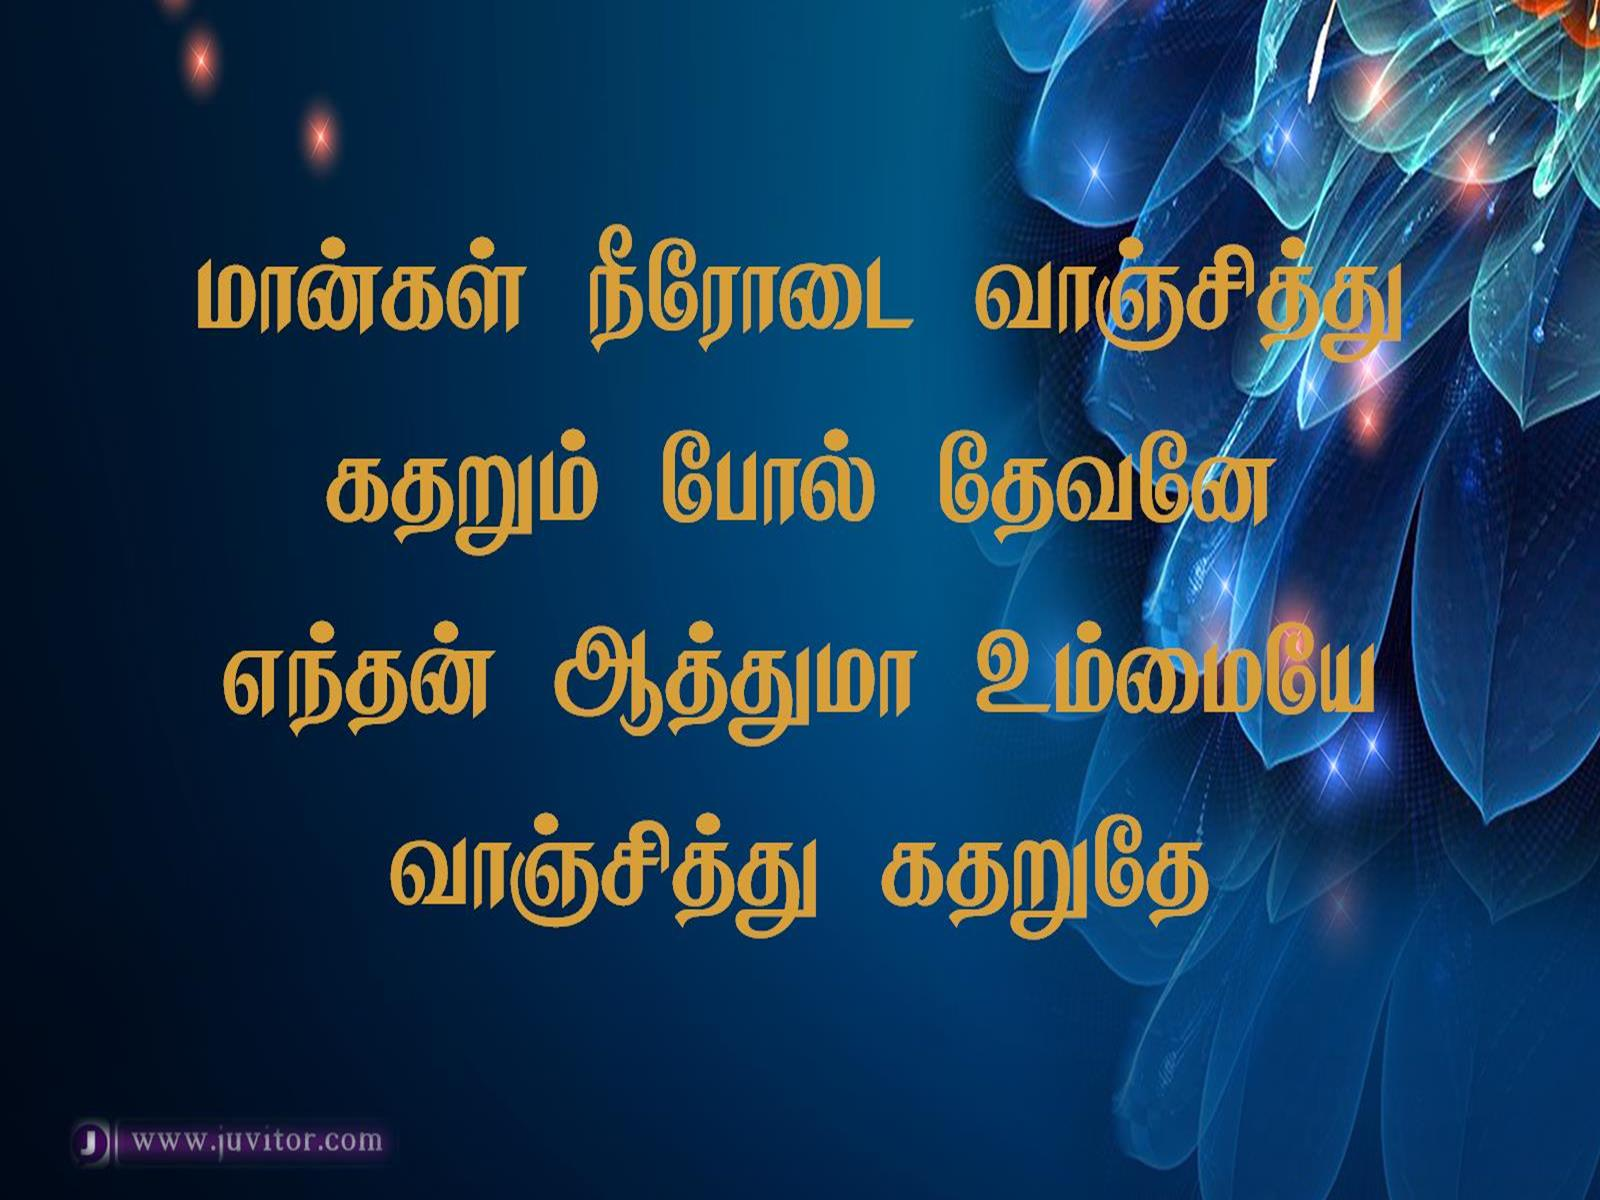 மான்கள் நீரோடை வாஞ்சித்து
கதறும் போல் தேவனே
எந்தன் ஆத்துமா உம்மையே
வாஞ்சித்து கதறுதே
J www.juvitor.com